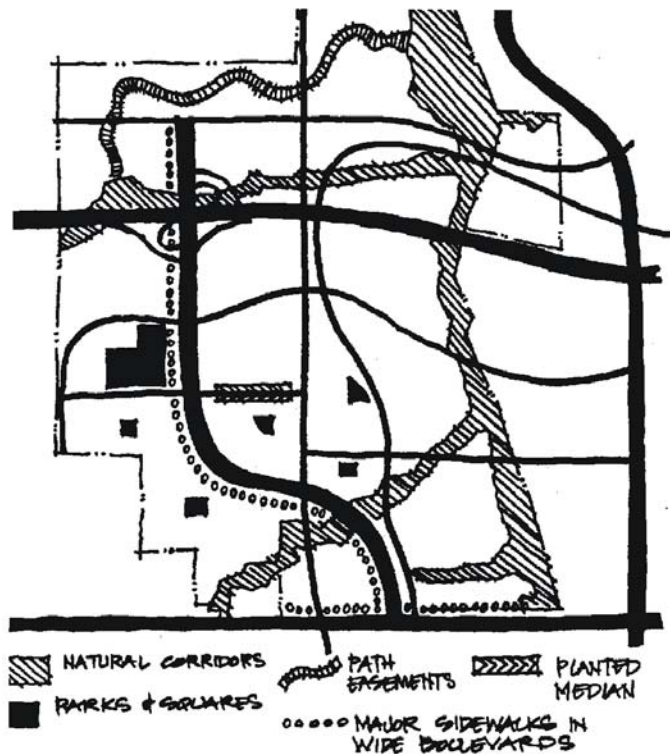 NATURAL CORRIDORS
PARKS & SQUARES
PATH
EASEMENTS
PLANTED
MEDIAN
MAJOR SIDEWALKS IN
WIDE BOULEVARDS